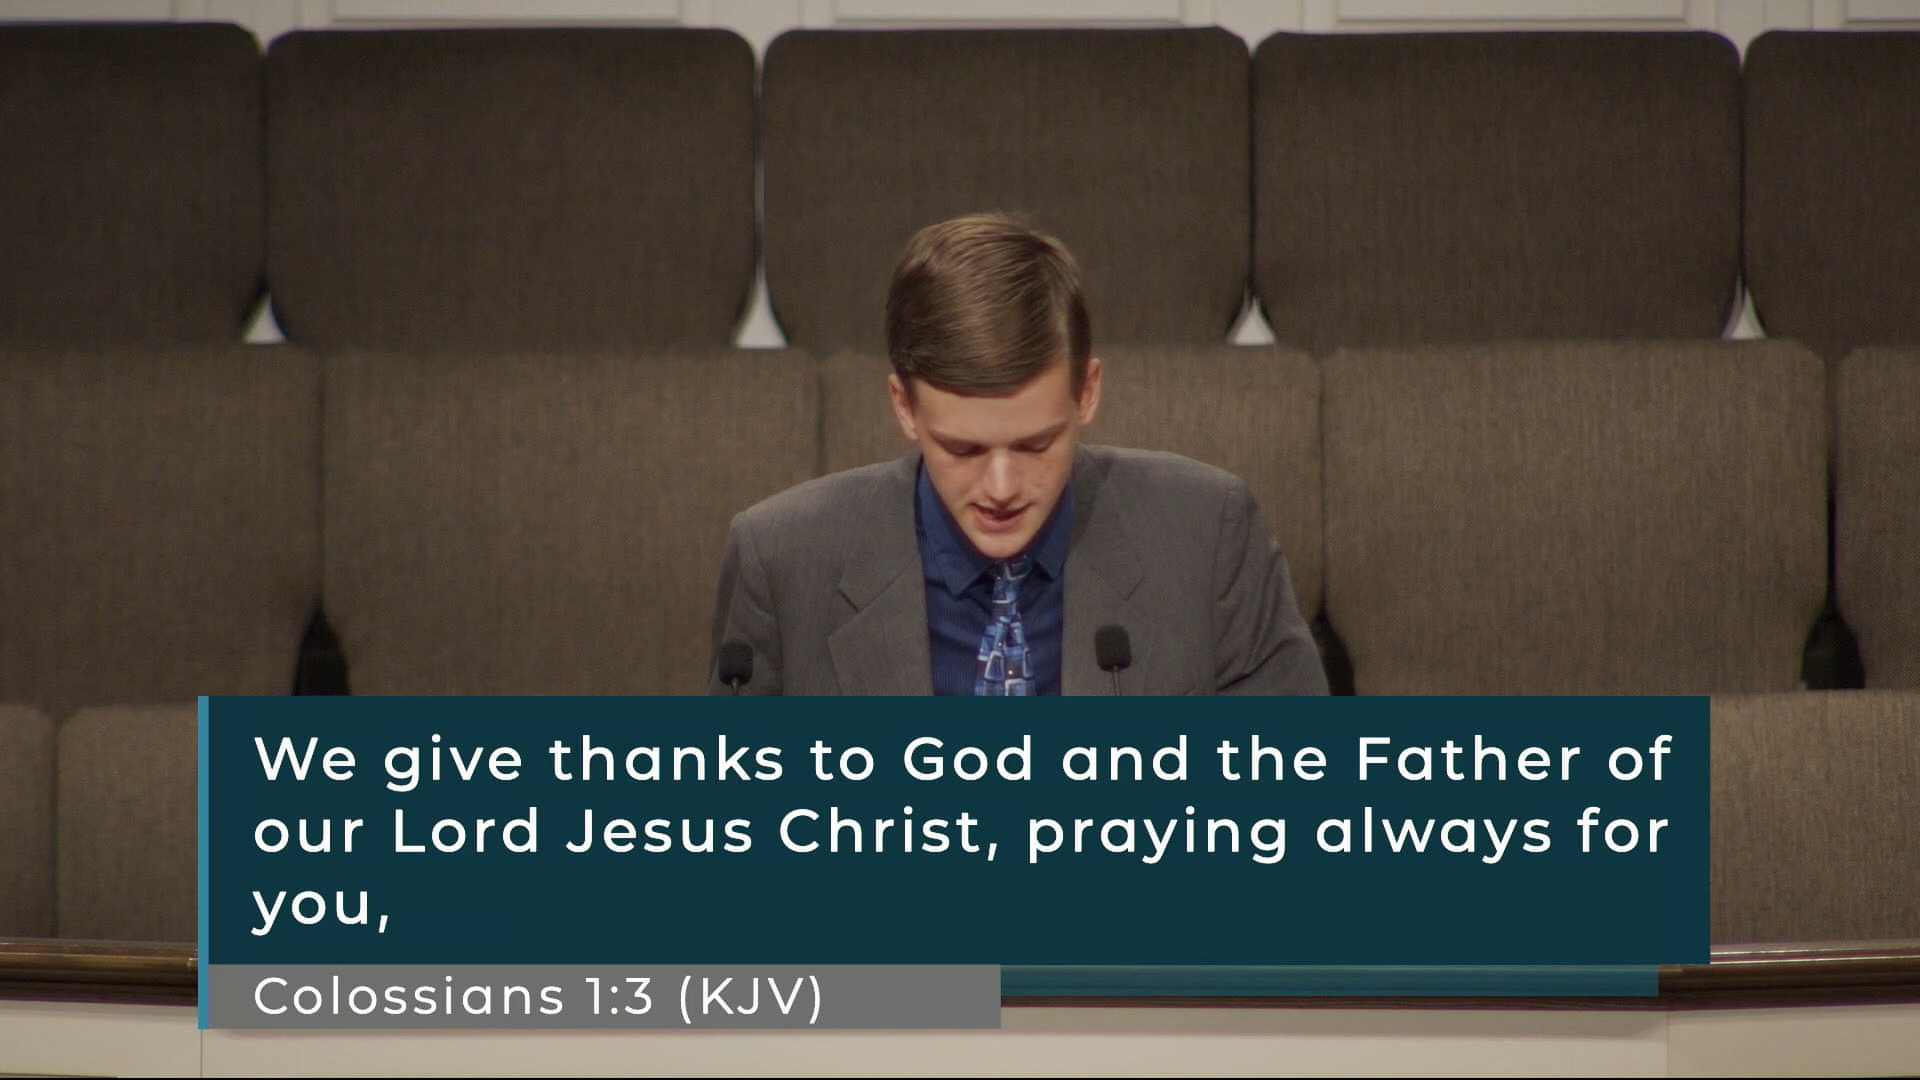 We give thanks to God and the Father of
our Lord Jesus Christ, praying always for
you,
Colossians 1:3 (KJV)